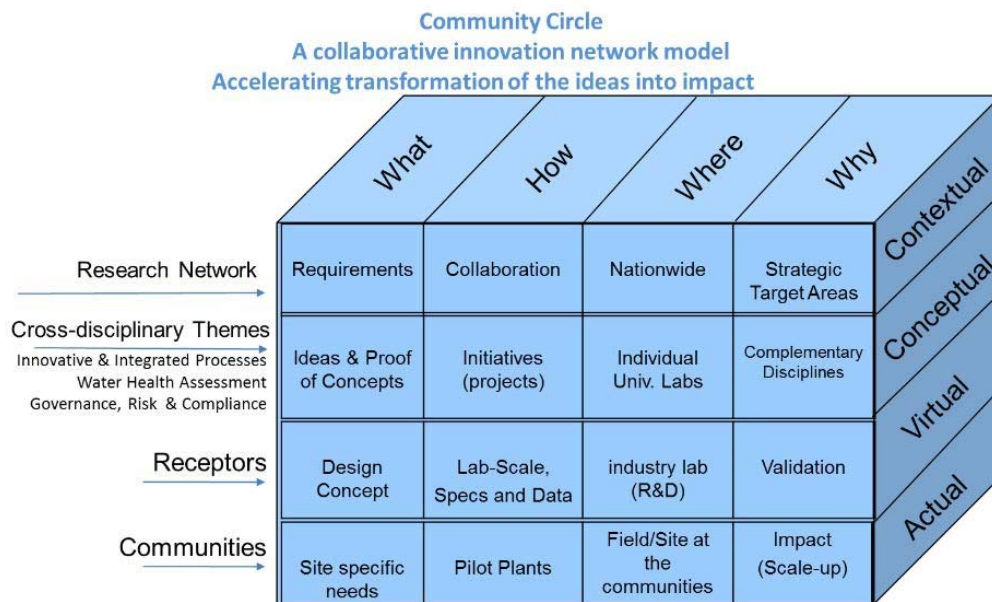 Community Circle
A collaborative innovation network model
Accelerating transformation of the ideas into impact
What
How
Where
Why
Contextual
Conceptual
Virtual
Actual
Research Network
Requirements
Collaboration
Nationwide
Strategic
Target Areas
Cross-disciplinary Themes
Innovative & Integrated Processes
Water Health Assessment
Governance, Risk & Compliance
Ideas & Proof
of Concepts
Initiatives
(projects)
Individual
Univ. Labs
Complementary
Disciplines
Receptors
Design
Concept
Lab-Scale,
Specs and Data
industry lab
(R&D)
Validation
Communities
Site specific
needs
Pilot Plants
Field/Site at
the
communities
Impact
(Scale-up)